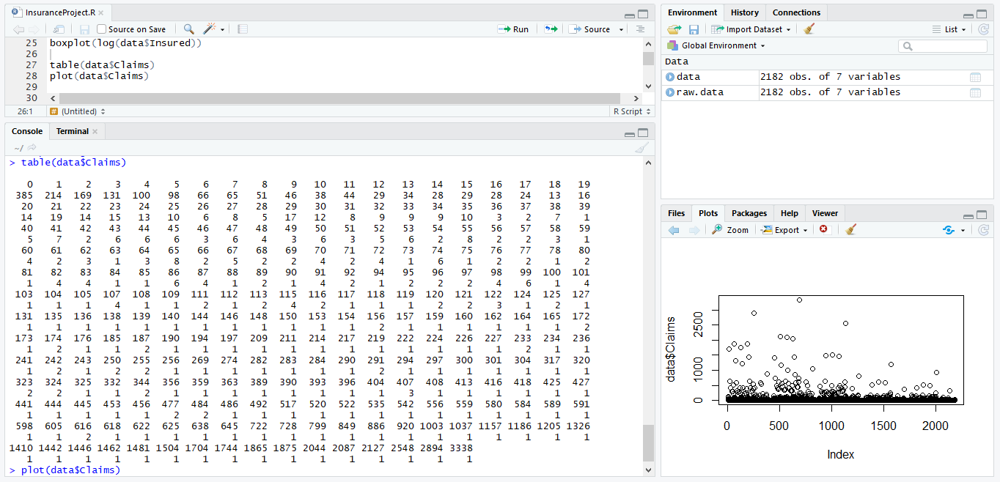 InsuranceProject.R
Source on Save
Run
Source
25 boxplot(log(data$Insured))
26
27 table(data$Claims)
28 plot(data$Claims)
29
30
26:1 # (Untitled) R Script
Console Terminal
~/
> table(data$Claims)
0 1 2 3 4 5 6 7 8 9 10 11 12 13 14 15 16 17 18 19
385 214 169 131 100 98 66 65 51 46 38 44 29 34 28 29 28 24 13 16
20 21 22 23 24 25 26 27 28 29 30 31 32 33 34 35 36 37 38 39
14 19 14 15 13 10 6 8 5 17 12 8 9 9 9 10 3 2 7 1
40 41 42 43 44 45 46 47 48 49 50 51 52 53 54 55 56 57 58 59
5 7 2 6 6 6 3 6 4 3 6 3 5 6 2 8 2 2 3 1
60 61 62 63 64 65 66 67 68 69 70 71 72 73 74 75 76 77 78 80
4 2 3 1 3 8 2 5 2 2 4 2 4 1 6 1 2 2 1 2
81 82 83 84 85 86 87 88 89 90 91 92 94 95 96 97 98 99 100 101
1 4 4 1 1 6 4 1 2 1 4 2 1 2 2 2 4 6 1 4
103 104 105 107 108 109 111 112 113 115 116 117 118 119 120 121 122 124 125 127
1 1 1 4 1 1 2 1 2 4 2 1 1 1 2 2 3 1 2 1
131 135 136 138 139 140 144 146 148 150 153 154 156 157 159 160 162 164 165 172
1 1 1 1 1 1 1 1 1 1 1 1 2 1 1 1 1 1 1 2
173 174 176 185 187 190 194 197 209 211 214 217 219 222 224 226 227 233 234 236
1 2 1 1 2 1 1 1 1 1 1 1 1 1 1 1 1 2 1 1
241 242 243 250 255 256 269 274 282 283 284 290 291 294 297 300 301 304 317 320
1 2 1 2 2 1 1 1 1 1 1 1 2 1 1 1 1 1 1 1
323 324 325 332 344 356 359 363 389 390 393 396 404 407 408 413 416 418 425 427
2 2 1 1 2 1 1 1 1 1 1 1 1 3 1 1 1 1 1 1
441 444 445 453 456 477 484 486 492 517 520 522 535 542 556 559 580 584 589 591
1 1 1 1 1 2 2 1 1 1 1 1 1 1 1 1 1 1 1 1
598 605 616 618 622 625 638 645 722 728 799 849 886 920 1003 1037 1157 1186 1205 1326
1 1 2 1 1 1 1 1 1 1 1 1 1 1 1 1 1 1 1 1
1410 1442 1446 1462 1481 1504 1704 1744 1865 1875 2044 2087 2127 2548 2894 3338
1 1 1 1 1 1 1 1 1 1 1 1 1 1 1 1
> plot(data$Claims)
Environment History Connections
Import Dataset
List
Global Environment
Data
data 2182 obs. of 7 variables
raw.data 2182 obs. of 7 variables
Files Plots Packages Help Viewer
Zoom Export
data$Claims
2500
1000
0
0 500 1000 1500 2000
Index